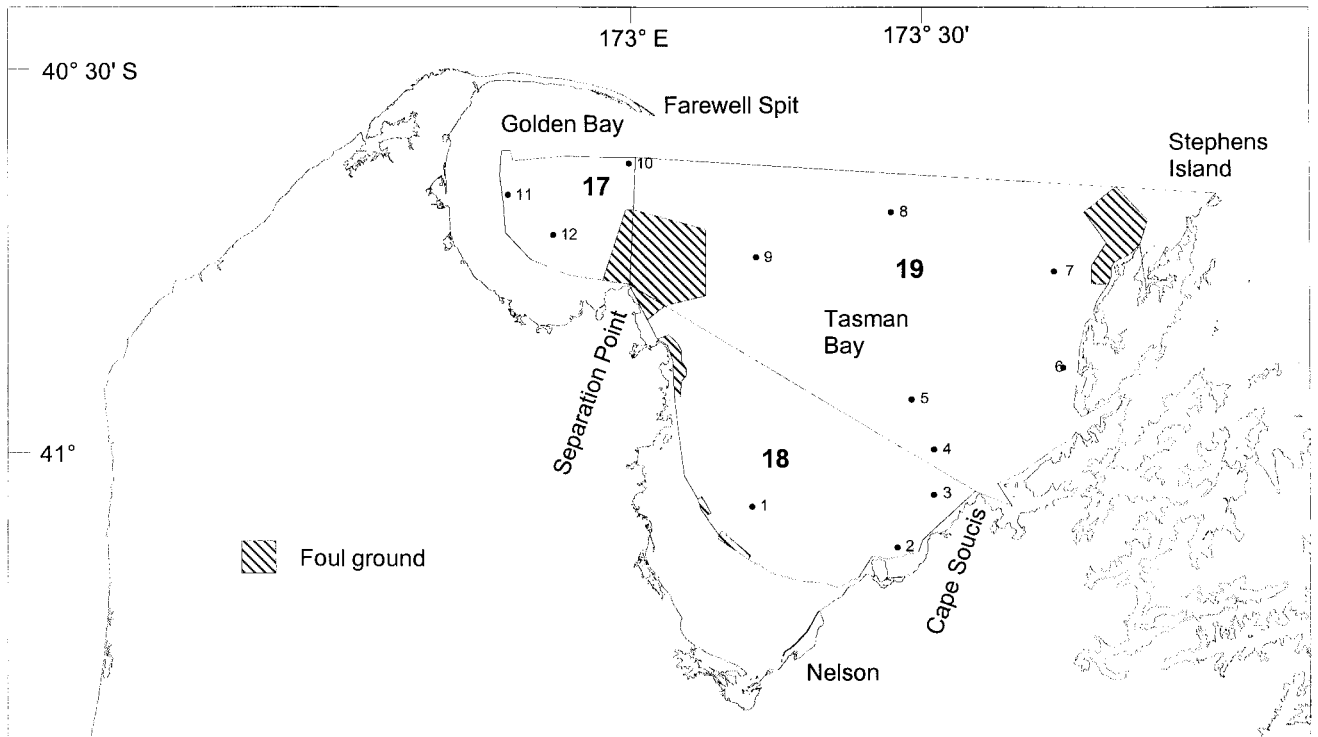 173° E
173° 30'
40° 30' S
Farewell Spit
Golden Bay
Stephens
Island
10
17
11
8
12
9
19
7
Tasman
Bay
Separation Point
6
5
41°
4
18
3
1
Cape Soucis
2
Foul ground
Nelson